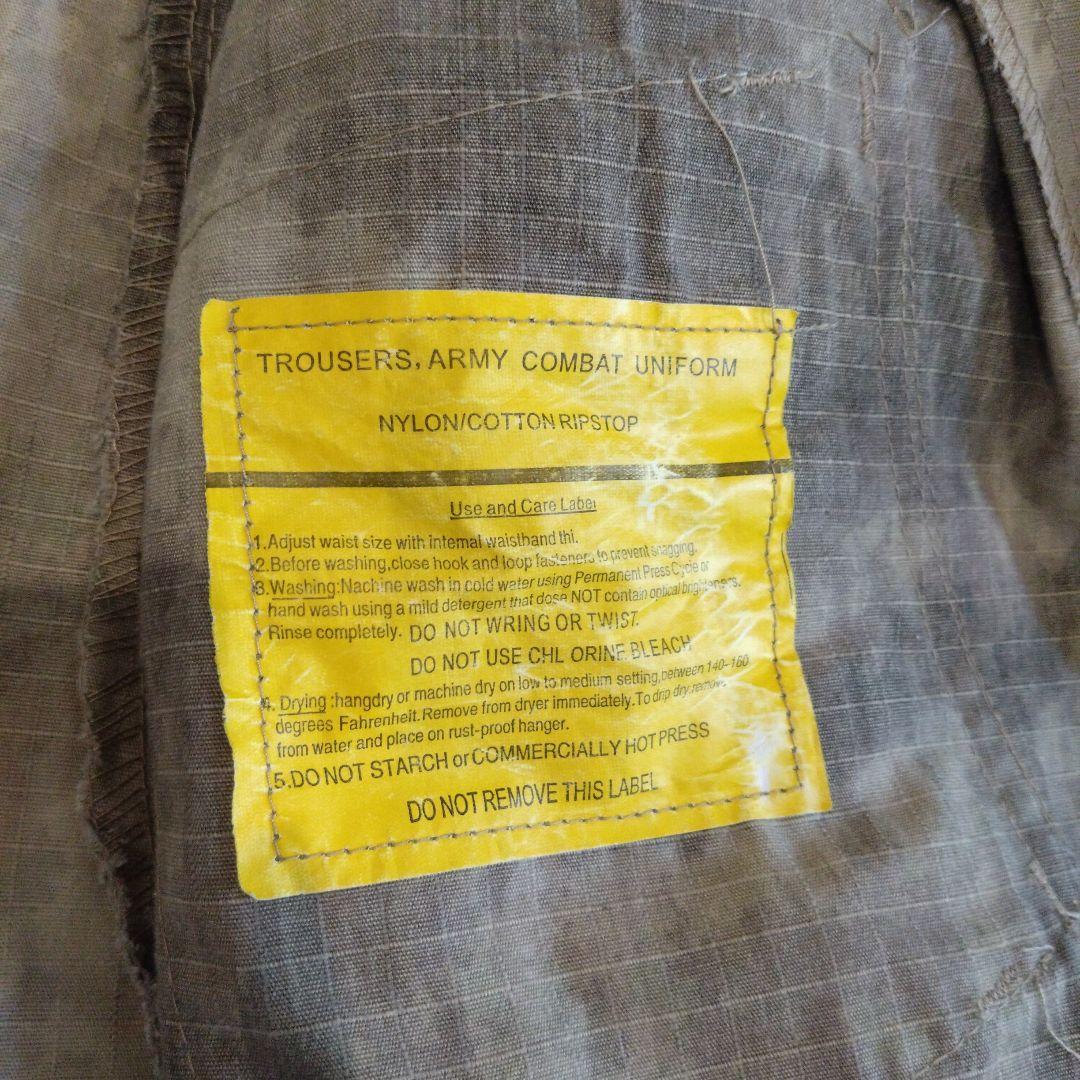 TROUSERS, ARMY COMBAT UNIFORM
NYLON/COTTON RIPSTOP
Use and Care Label
1.Adjust waist size with internal waisthand thi.
2.Before washing,close hook and loop fasteners to prevent snagging.
3.Washing:Nachine wash in cold water using Permanent Press Cycle or
hand wash using a mild detergent that dose NOT contain optical brighteners.
Rinse completely. DO NOT WRING OR TWIST.
DO NOT USE CHL ORINE BLEACH
4. Drying :hangdry or machine dry on low to medium setting,between 140-160
degrees Fahrenheit.Remove from dryer immediately.To drip dry:remove
from water and place on rust-proof hanger.
5.DO NOT STARCH or COMMERCIALLY HOT PRESS
DO NOT REMOVE THIS LABEL